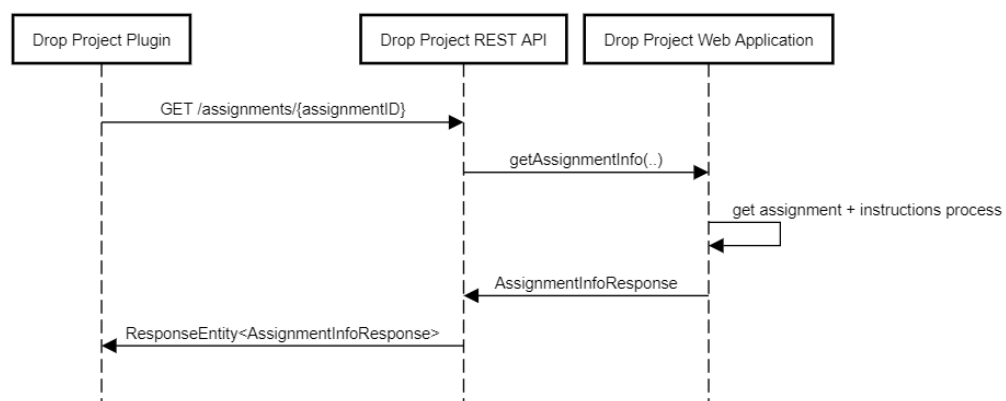 Drop Project Plugin
Drop Project REST API
Drop Project Web Application
GET /assignments/{assignmentID}
getAssignmentInfo(..)
get assignment + instructions process
AssignmentInfoResponse
ResponseEntity<AssignmentInfoResponse>